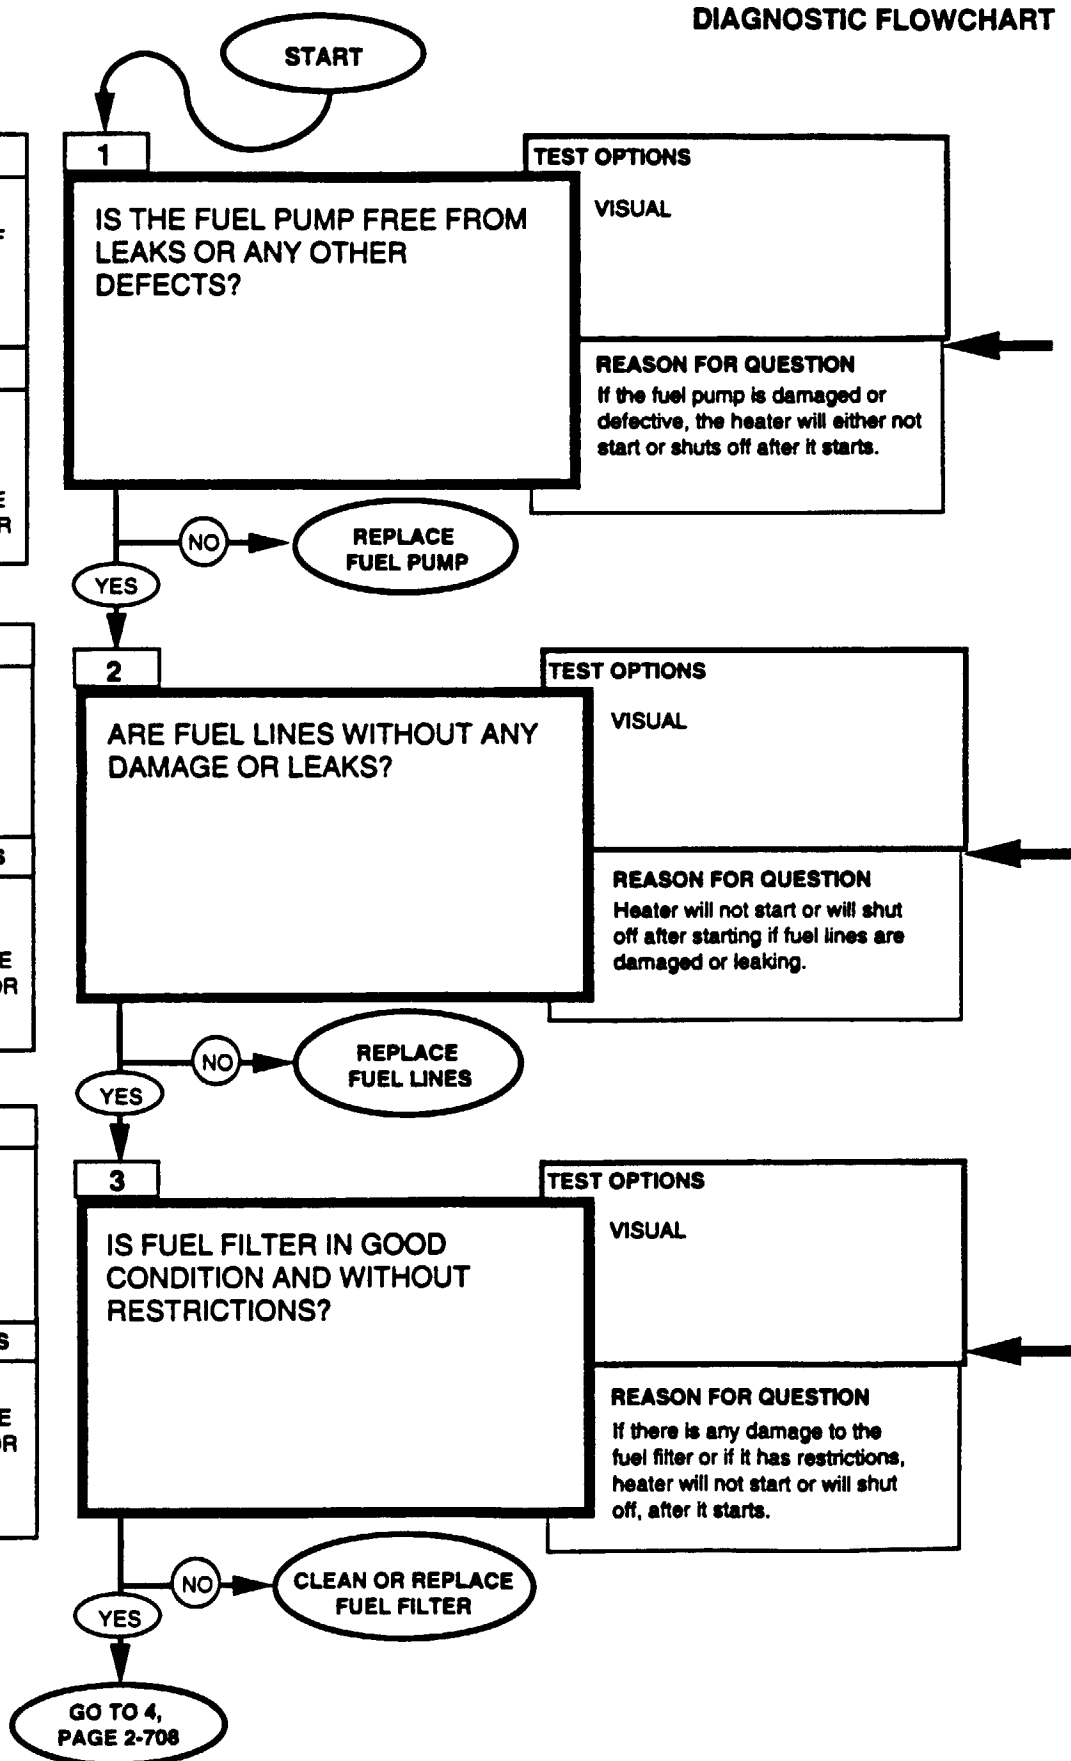 DIAGNOSTIC FLOWCHART
START
1
TEST OPTIONS
VISUAL
IS THE FUEL PUMP FREE FROM
LEAKS OR ANY OTHER
DEFECTS?
REASON FOR QUESTION
If the fuel pump is damaged or
defective, the heater will either not
start or shuts off after it starts.
NO
REPLACE
FUEL PUMP
YES
2
TEST OPTIONS
VISUAL
ARE FUEL LINES WITHOUT ANY
DAMAGE OR LEAKS?
REASON FOR QUESTION
Heater will not start or will shut
off after starting if fuel lines are
damaged or leaking.
NO
REPLACE
FUEL LINES
YES
3
TEST OPTIONS
VISUAL
IS FUEL FILTER IN GOOD
CONDITION AND WITHOUT
RESTRICTIONS?
REASON FOR QUESTION
If there is any damage to the
fuel filter or if it has restrictions,
heater will not start or will shut
off, after it starts.
NO
CLEAN OR REPLACE
FUEL FILTER
YES
GO TO 4,
PAGE 2-708